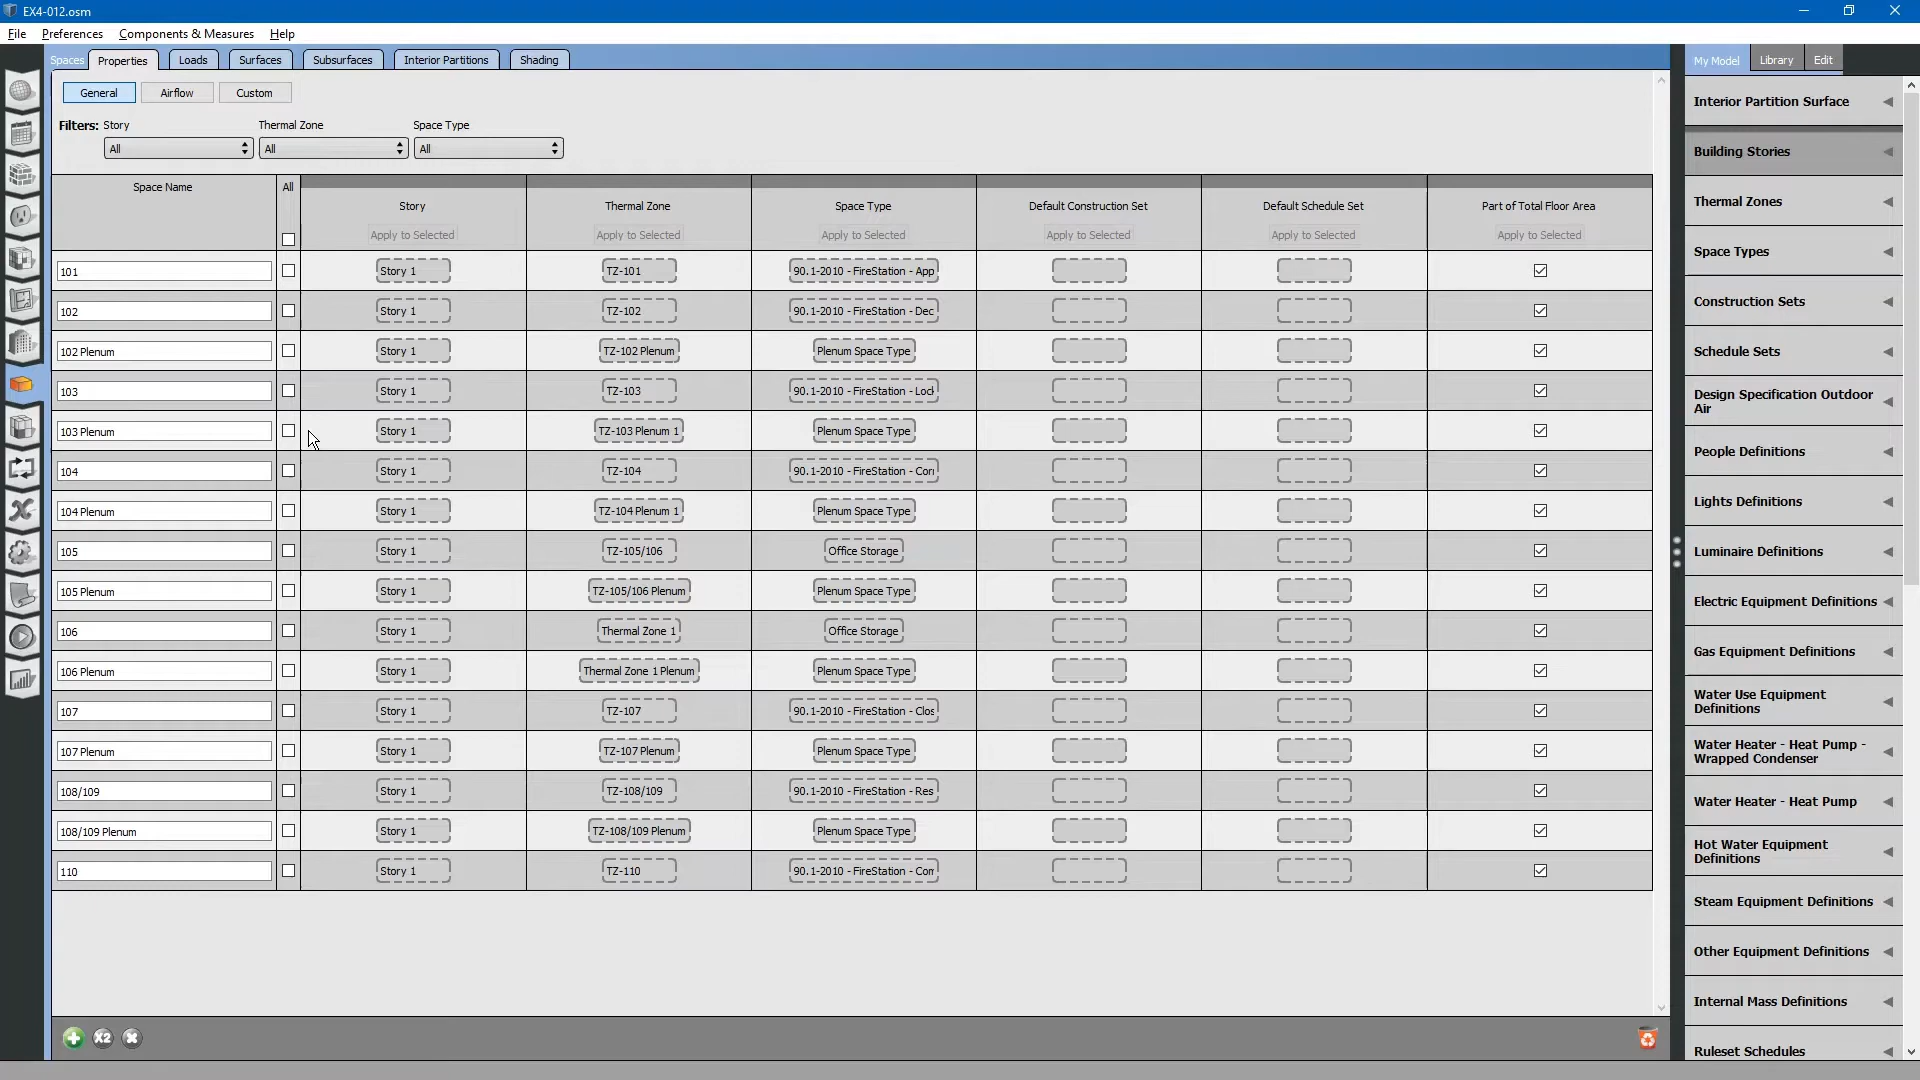 EX4-012.osm
File Preferences Components & Measures Help
Spaces Properties Loads Surfaces Subsurfaces Interior Partitions Shading
My Model Library Edit
General Airflow Custom
Filters: Story Thermal Zone Space Type
All All All
Space Name All Story Thermal Zone Space Type Default Construction Set Default Schedule Set Part of Total Floor Area
Apply to Selected Apply to Selected Apply to Selected Apply to Selected Apply to Selected Apply to Selected
101 Story 1 TZ-101 90.1-2010 - FireStation - App
102 Story 1 TZ-102 90.1-2010 - FireStation - Dec
102 Plenum Story 1 TZ-102 Plenum Plenum Space Type
103 Story 1 TZ-103 90.1-2010 - FireStation - Lock
103 Plenum Story 1 TZ-103 Plenum 1 Plenum Space Type
104 Story 1 TZ-104 90.1-2010 - FireStation - Con
104 Plenum Story 1 TZ-104 Plenum 1 Plenum Space Type
105 Story 1 TZ-105/106 Office Storage
105 Plenum Story 1 TZ-105/106 Plenum Plenum Space Type
106 Story 1 Thermal Zone 1 Office Storage
106 Plenum Story 1 Thermal Zone 1 Plenum Plenum Space Type
107 Story 1 TZ-107 90.1-2010 - FireStation - Clos
107 Plenum Story 1 TZ-107 Plenum Plenum Space Type
108/109 Story 1 TZ-108/109 90.1-2010 - FireStation - Res
108/109 Plenum Story 1 TZ-108/109 Plenum Plenum Space Type
110 Story 1 TZ-110 90.1-2010 - FireStation - Com
X2
Interior Partition Surface
Building Stories
Thermal Zones
Space Types
Construction Sets
Schedule Sets
Design Specification Outdoor
Air
People Definitions
Lights Definitions
Luminaire Definitions
Electric Equipment Definitions
Gas Equipment Definitions
Water Use Equipment
Definitions
Water Heater - Heat Pump -
Wrapped Condenser
Water Heater - Heat Pump
Hot Water Equipment
Definitions
Steam Equipment Definitions
Other Equipment Definitions
Internal Mass Definitions
Ruleset Schedules